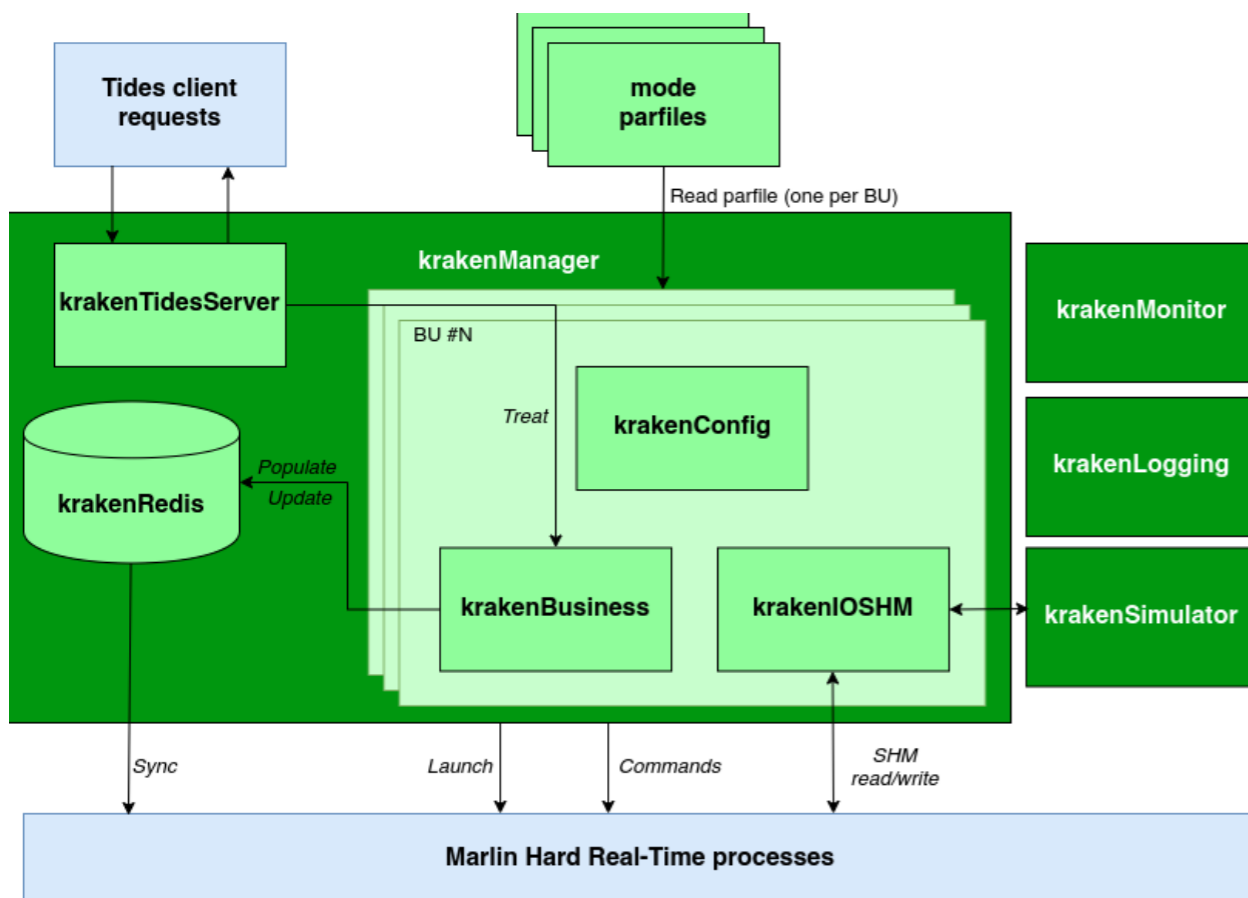 Tides client
requests
mode
parfiles
Read parfile (one per BU)
krakenManager
krakenTidesServer
krakenMonitor
BU #N
Treat
krakenConfig
krakenLogging
Populate
Update
krakenRedis
krakenBusiness
krakenIOSHM
krakenSimulator
Sync
Launch
Commands
SHM
read/write
Marlin Hard Real-Time processes